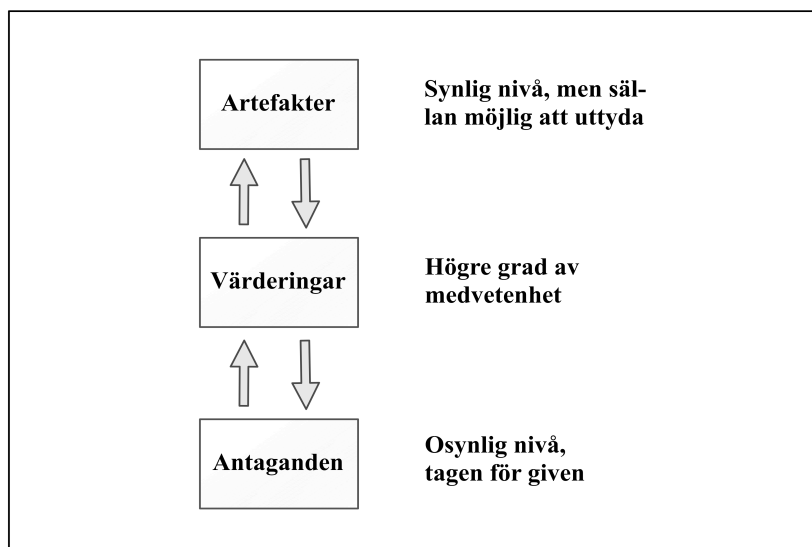 Artefakter
Synlig nivå, men säl-
lan möjlig att uttyda
Värderingar
Högre grad av
medvetenhet
Antaganden
Osynlig nivå,
tagen för given